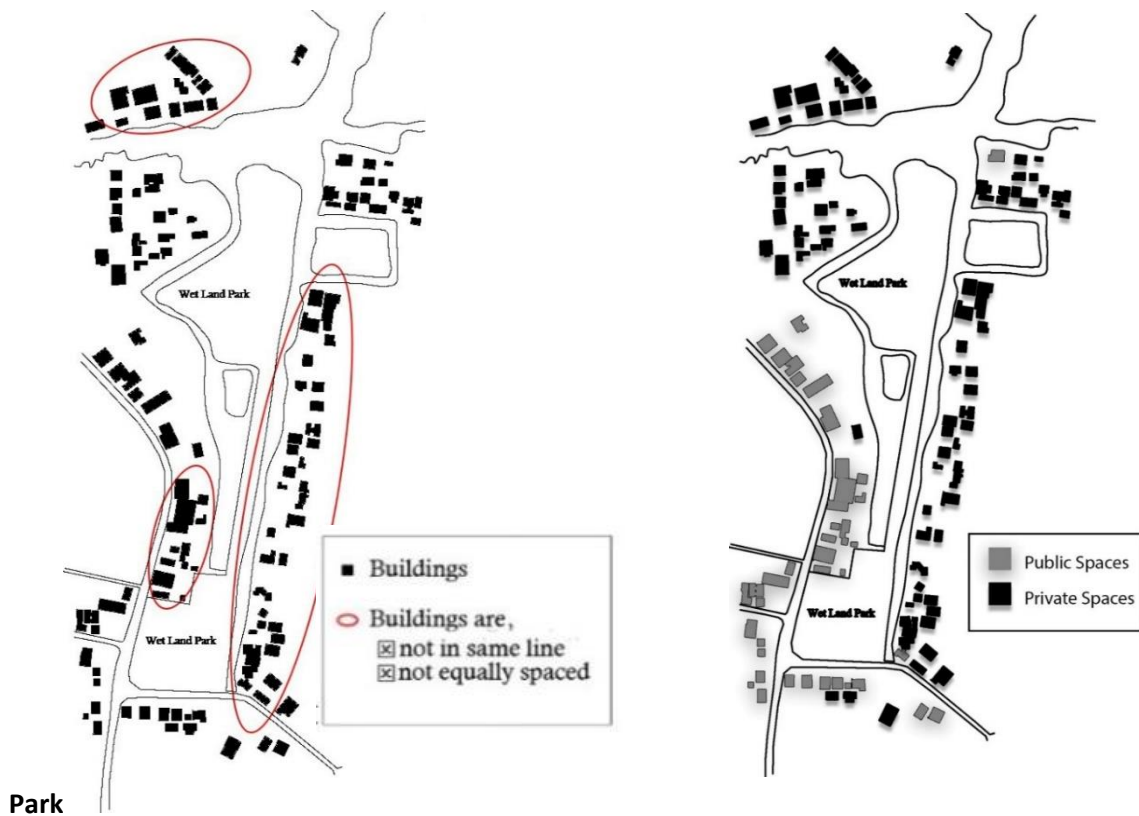 Wet Land Park
Wet Land Park
Buildings
Buildings are,
not in same line
not equally spaced
Wet Land Park
Wet Land Park
Public Spaces
Private Spaces
Park